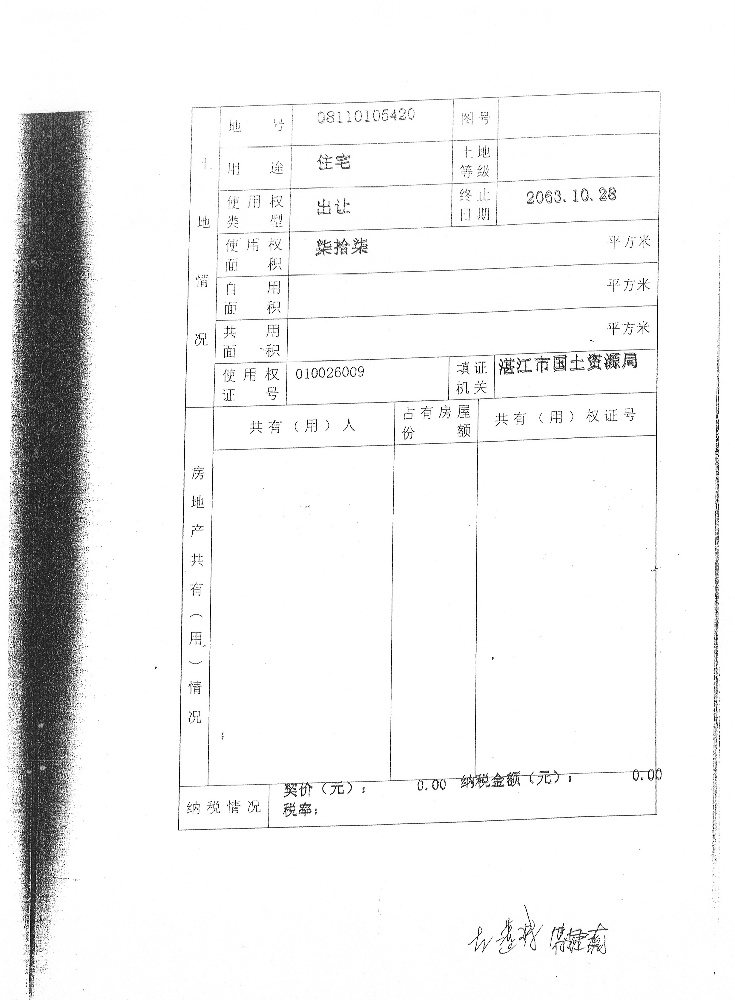 土地情况
地号 08110105420 图号
用途 住宅 土地等级
使用权类型 出让 终止日期 2063.10.28
使用权面积 柒拾柒 平方米
自用面积 平方米
共用面积 平方米
使用权证号 010026009 填证机关 湛江市国土资源局
房地产共有（用）情况
共有（用）人 占有房屋份额 共有（用）权证号
纳税情况
契价（元）： 0.00 纳税金额（元）： 0.00
税率：